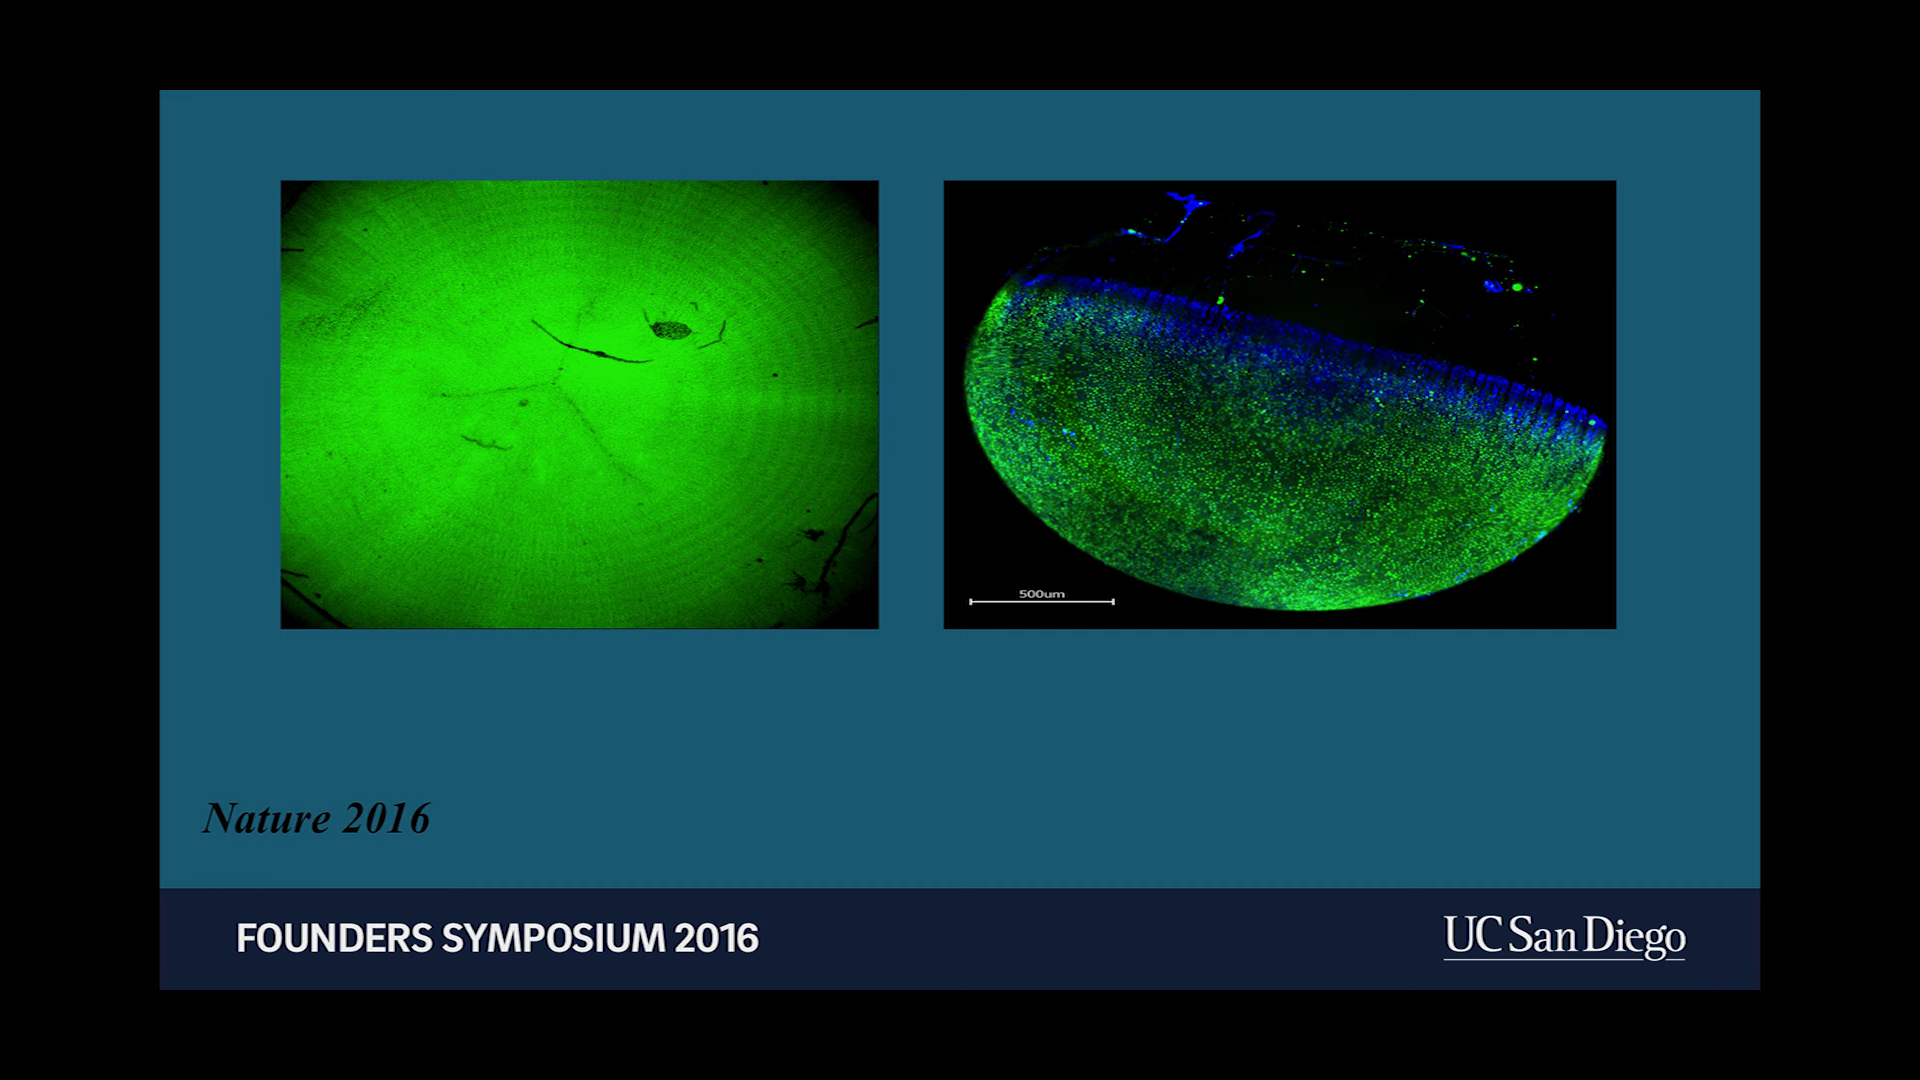 500um
Nature 2016
FOUNDERS SYMPOSIUM 2016
UC San Diego